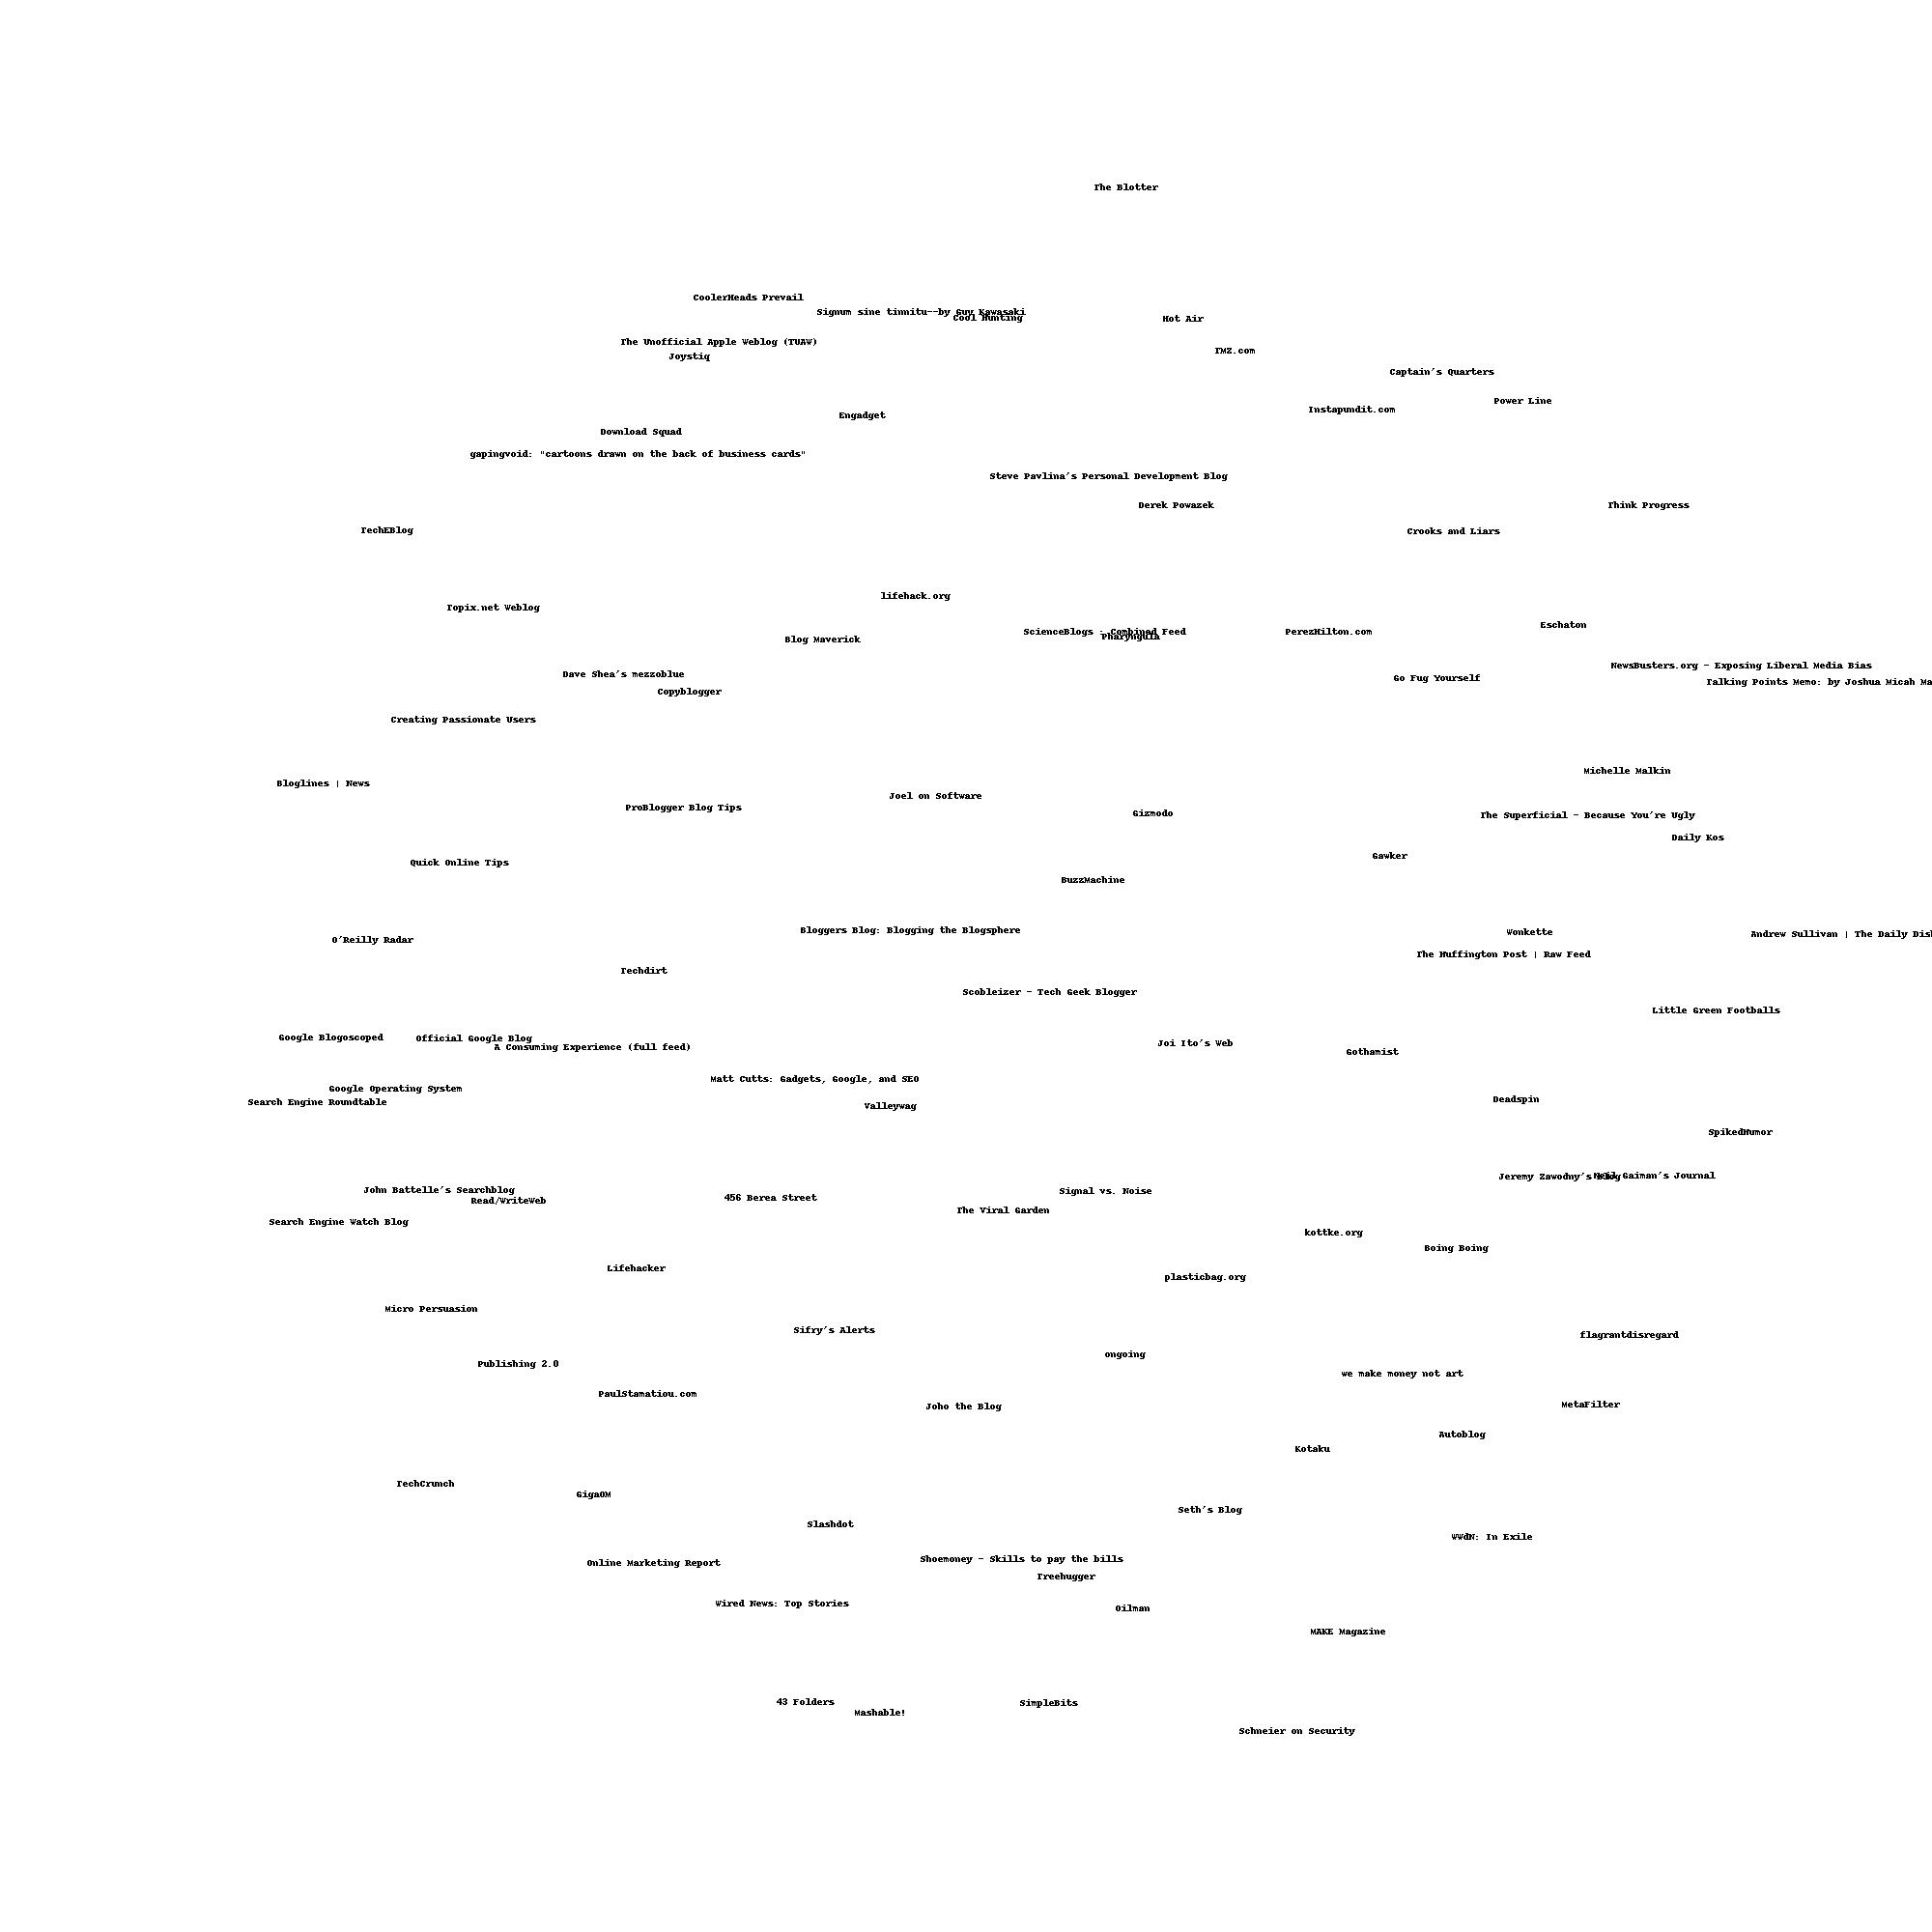 The Blotter
CoolerHeads Prevail
Signum sine tinnitu--by Guy Kawasaki
Cool Hunting
Hot Air
The Unofficial Apple Weblog (TUAW)
TMZ.com
Joystiq
Captain's Quarters
Power Line
Instapundit.com
Engadget
Download Squad
gapingvoid: "cartoons drawn on the back of business cards"
Steve Pavlina's Personal Development Blog
Derek Powazek
Think Progress
TechEBlog
Crooks and Liars
lifehack.org
Topix.net Weblog
Eschaton
ScienceBlogs : Combined Feed
PerezHilton.com
Pharyngula
Blog Maverick
NewsBusters.org - Exposing Liberal Media Bias
Dave Shea's mezzoblue
Go Fug Yourself
Talking Points Memo: by Joshua Micah Ma
Copyblogger
Creating Passionate Users
Michelle Malkin
Bloglines | News
Joel on Software
ProBlogger Blog Tips
Gizmodo
The Superficial - Because You're Ugly
Daily Kos
Gawker
Quick Online Tips
BuzzMachine
Bloggers Blog: Blogging the Blogsphere
Wonkette
Andrew Sullivan | The Daily Dish
O'Reilly Radar
The Huffington Post | Raw Feed
Techdirt
Scobleizer - Tech Geek Blogger
Little Green Footballs
Google Blogoscoped
Official Google Blog
Joi Ito's Web
A Consuming Experience (full feed)
Gothamist
Matt Cutts: Gadgets, Google, and SEO
Google Operating System
Deadspin
Search Engine Roundtable
Valleywag
SpikedHumor
Jeremy Zawodny's blog
Neil Gaiman's Journal
John Battelle's Searchblog
Signal vs. Noise
456 Berea Street
Read/WriteWeb
The Viral Garden
Search Engine Watch Blog
kottke.org
Boing Boing
Lifehacker
plasticbag.org
Micro Persuasion
Sifry's Alerts
flagrantdisregard
ongoing
Publishing 2.0
we make money not art
PaulStamatiou.com
MetaFilter
Joho the Blog
Autoblog
Kotaku
TechCrunch
GigaOM
Seth's Blog
Slashdot
WWdN: In Exile
Shoemoney - Skills to pay the bills
Online Marketing Report
Treehugger
Wired News: Top Stories
Oilman
MAKE Magazine
43 Folders
SimpleBits
Mashable!
Schneier on Security